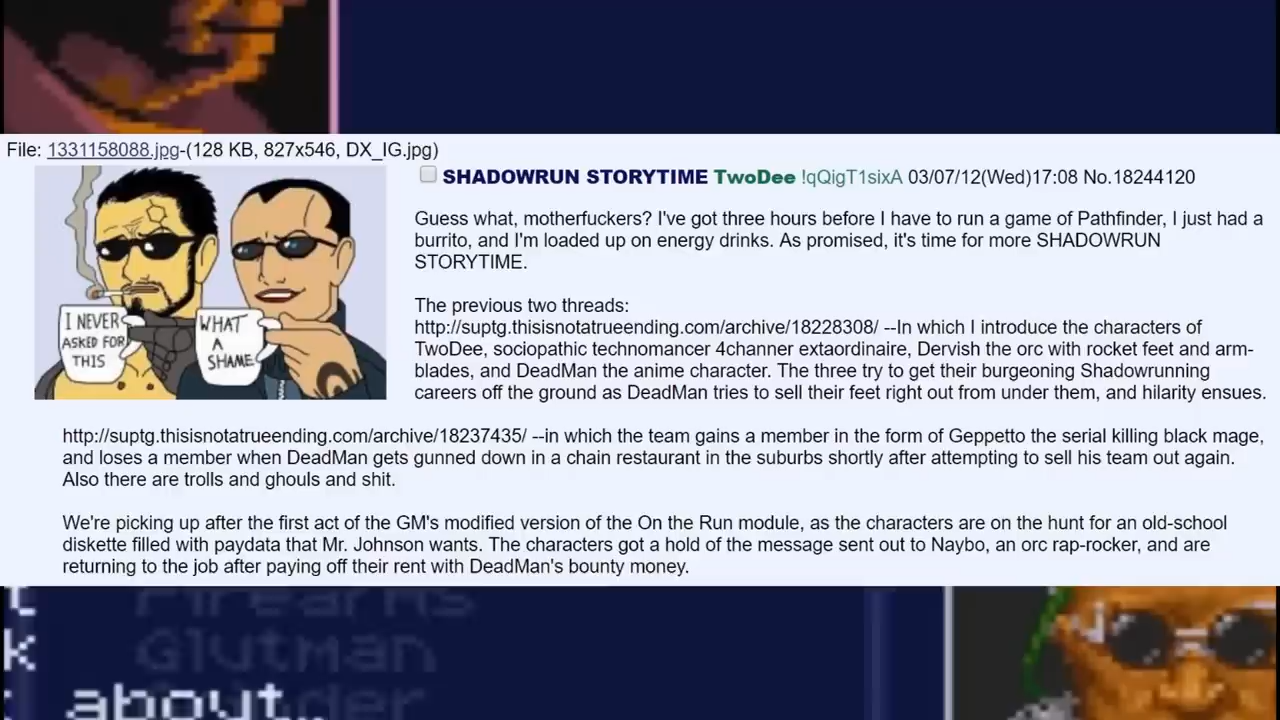 File: 1331158088.jpg-(128 KB, 827x546, DX_IG.jpg)
SHADOWRUN STORYTIME TwoDee !qQigT1sixA 03/07/12(Wed)17:08 No.18244120
I NEVER
ASKED FOR
THIS
WHAT
A
SHAME
Guess what, motherfuckers? I've got three hours before I have to run a game of Pathfinder, I just had a
burrito, and I'm loaded up on energy drinks. As promised, it's time for more SHADOWRUN
STORYTIME.
The previous two threads:
http://suptg.thisisnotatrueending.com/archive/18228308/ --In which I introduce the characters of
TwoDee, sociopathic technomancer 4channer extaordinaire, Dervish the orc with rocket feet and arm-
blades, and DeadMan the anime character. The three try to get their burgeoning Shadowrunning
careers off the ground as DeadMan tries to sell their feet right out from under them, and hilarity ensues.
http://suptg.thisisnotatrueending.com/archive/18237435/ --in which the team gains a member in the form of Geppetto the serial killing black mage,
and loses a member when DeadMan gets gunned down in a chain restaurant in the suburbs shortly after attempting to sell his team out again.
Also there are trolls and ghouls and shit.
We're picking up after the first act of the GM's modified version of the On the Run module, as the characters are on the hunt for an old-school
diskette filled with paydata that Mr. Johnson wants. The characters got a hold of the message sent out to Naybo, an orc rap-rocker, and are
returning to the job after paying off their rent with DeadMan's bounty money.
Firearms
Glutman
about...